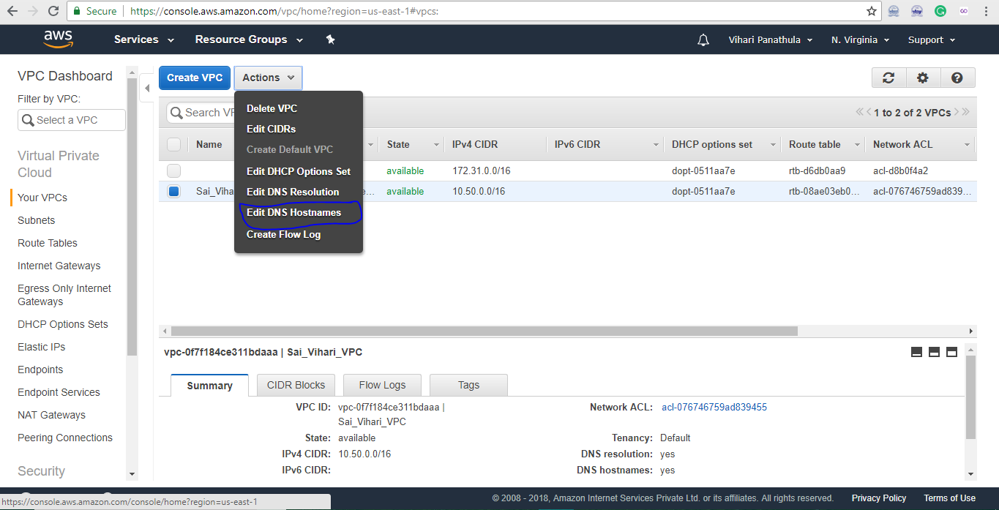 Secure
https://console.aws.amazon.com/vpc/home?region=us-east-1#vpcs:
aws
Services
Resource Groups
Vihari Panathula
N. Virginia
Support
VPC Dashboard
Filter by VPC:
Select a VPC
Virtual Private
Cloud
Your VPCs
Subnets
Route Tables
Internet Gateways
Egress Only Internet
Gateways
DHCP Options Sets
Elastic IPs
Endpoints
Endpoint Services
NAT Gateways
Peering Connections
Security
Create VPC
Actions
Delete VPC
Edit CIDRs
Create Default VPC
Edit DHCP Options Set
Edit DNS Resolution
Edit DNS Hostnames
Create Flow Log
Search VP
1 to 2 of 2 VPCs
Name State IPv4 CIDR IPv6 CIDR DHCP options set Route table Network ACL
available 172.31.0.0/16 dopt-0511aa7e rtb-d6db0aa9 acl-d8b0f4a2
Sai_Viha e... available 10.50.0.0/16 dopt-0511aa7e rtb-08ae03eb0... acl-076746759ad839...
vpc-0f7f184ce311bdaaa | Sai_Vihari_VPC
Summary
CIDR Blocks
Flow Logs
Tags
VPC ID: vpc-0f7f184ce311bdaaa |
Sai_Vihari_VPC
State: available
IPv4 CIDR: 10.50.0.0/16
IPv6 CIDR:
Network ACL: acl-076746759ad839455
Tenancy: Default
DNS resolution: yes
DNS hostnames: yes
https://console.aws.amazon.com/console/home?region=us-east-1
© 2008 - 2018, Amazon Internet Services Private Ltd. or its affiliates. All rights reserved.
Privacy Policy
Terms of Use